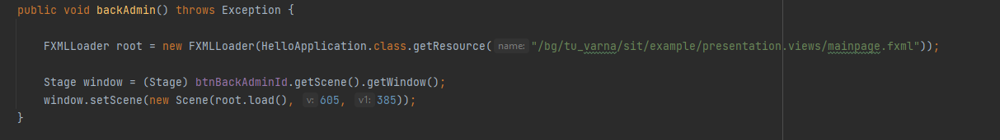 public void backAdmin() throws Exception {
FXMLLoader root = new FXMLLoader(HelloApplication.class.getResource( name: "/bg/tu_varna/sit/example/presentation.views/mainpage.fxml"));
Stage window = (Stage) btnBackAdminId.getScene().getWindow();
window.setScene(new Scene(root.load(), v: 605, v1: 385));
}